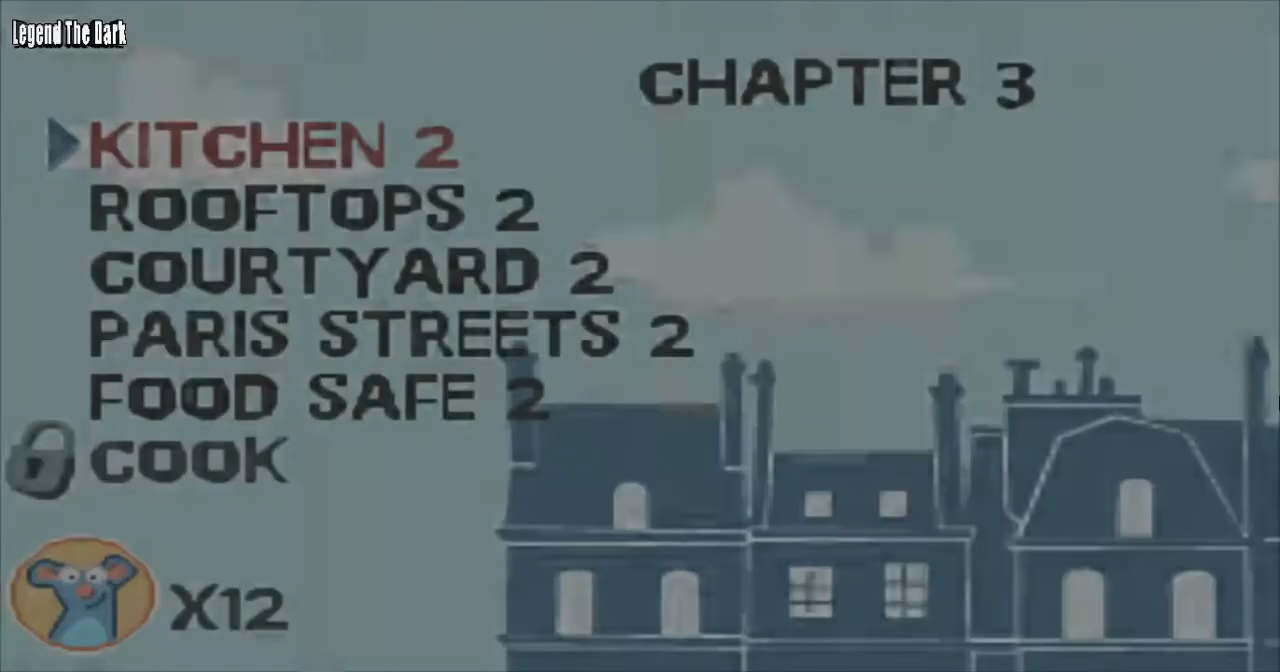 Legend The Dark
CHAPTER 3
KITCHEN 2
ROOFTOPS 2
COURTYARD 2
PARIS STREETS 2
FOOD SAFE 2
COOK
X12